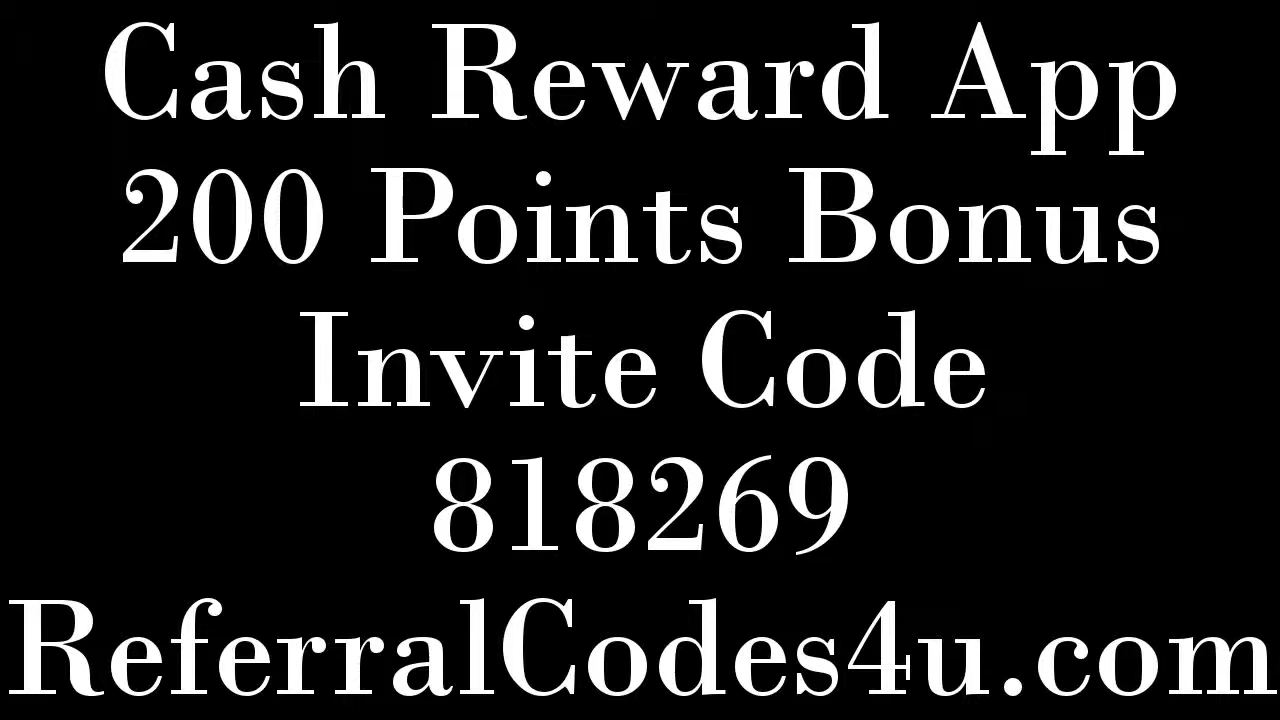 Cash Reward App
200 Points Bonus
Invite Code
818269
ReferralCodes4u.com